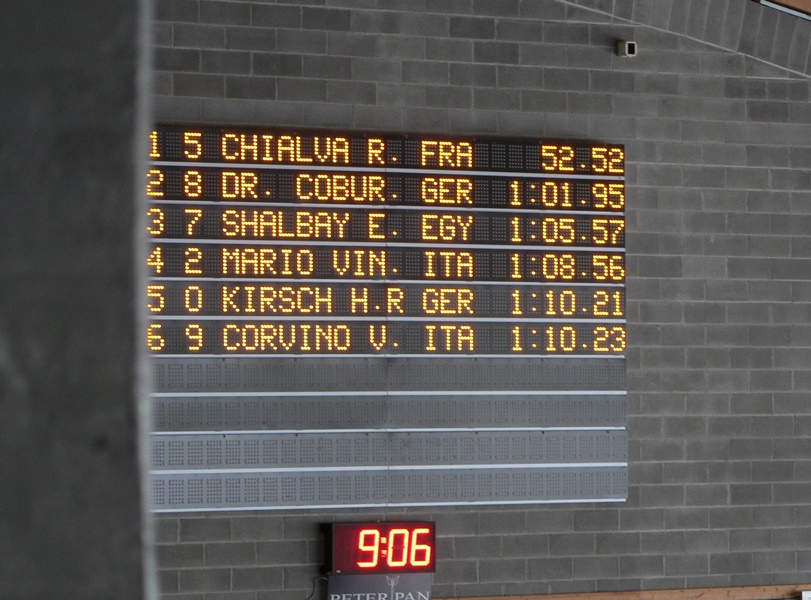 1 5 CHIALVA R. FRA 52.52
2 8 DR. COBUR. GER 1:01.95
3 7 SHALBAY E. EGY 1:05.57
4 2 MARIO VIN. ITA 1:08.56
5 0 KIRSCH H.R GER 1:10.21
6 9 CORVINO V. ITA 1:10.23
9:06
PETER PAN